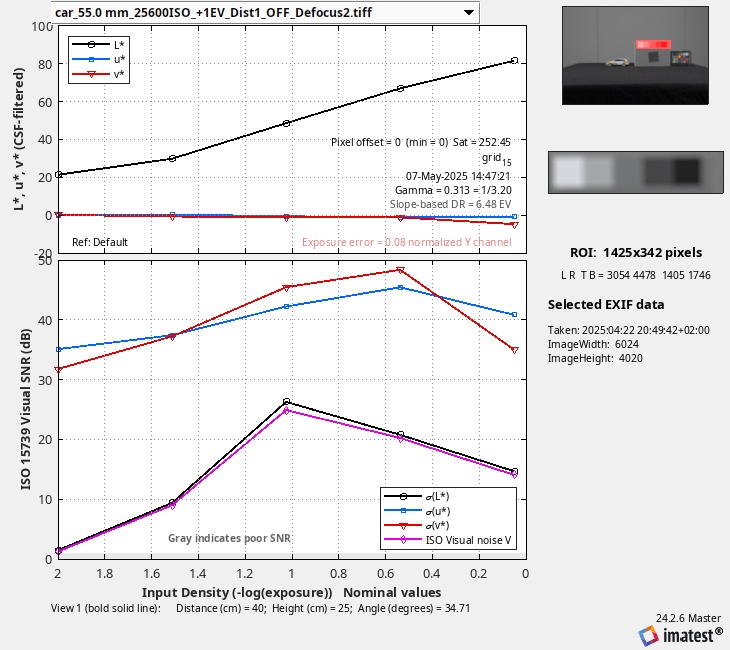 car_55.0 mm_25600ISO_+1EV_Dist1_OFF_Defocus2.tiff
100
80
60
40
20
0
-20
L*, u*, v* (CSF-filtered)
L*
u*
v*
Pixel offset = 0 (min = 0) Sat = 252.45
grid15
07-May-2025 14:47:21
Gamma = 0.313 = 1/3.20
Slope-based DR = 6.48 EV
Ref: Default
Exposure error = 0.08 normalized Y channel
50
40
30
20
10
0
ISO 15739 Visual SNR (dB)
σ(L*)
σ(u*)
σ(v*)
ISO Visual noise V
Gray indicates poor SNR
2 1.8 1.6 1.4 1.2 1 0.8 0.6 0.4 0.2 0
Input Density (-log(exposure)) Nominal values
View 1 (bold solid line): Distance (cm) = 40; Height (cm) = 25; Angle (degrees) = 34.71
ROI: 1425x342 pixels
L R T B = 3054 4478 1405 1746
Selected EXIF data
Taken: 2025:04:22 20:49:42+02:00
ImageWidth: 6024
ImageHeight: 4020
24.2.6 Master
imatest®